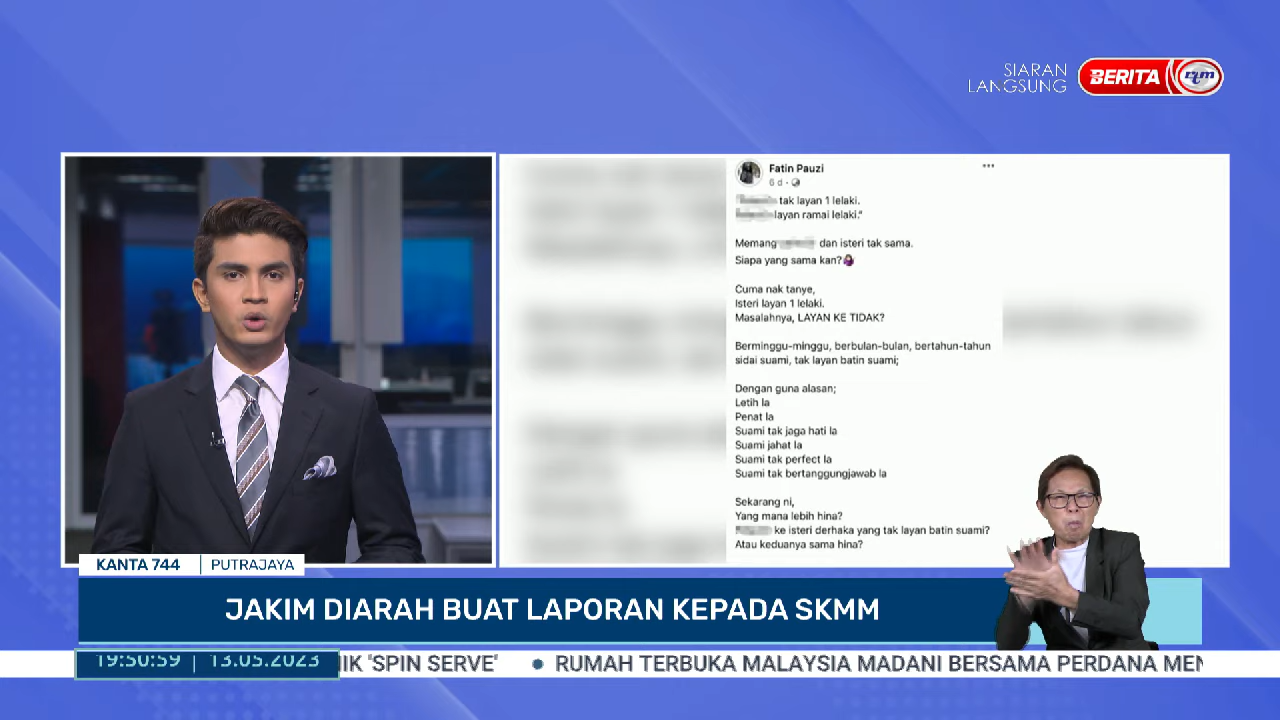 SIARAN
LANGSUNG
BERITA rtm
Fatin Pauzi
6 d
tak layan 1 lelaki.
layan ramai lelaki."
Memang dan isteri tak sama.
Siapa yang sama kan?
Cuma nak tanye,
Isteri layan 1 lelaki.
Masalahnya, LAYAN KE TIDAK?
Berminggu-minggu, berbulan-bulan, bertahun-tahun
sidai suami, tak layan batin suami;
Dengan guna alasan;
Letih la
Penat la
Suami tak jaga hati la
Suami jahat la
Suami tak perfect la
Suami tak bertanggungjawab la
Sekarang ni,
Yang mana lebih hina?
ke isteri derhaka yang tak layan batin suami?
Atau keduanya sama hina?
KANTA 744 PUTRAJAYA
JAKIM DIARAH BUAT LAPORAN KEPADA SKMM
19:50:59 | 13.05.2023 IK 'SPIN SERVE' • RUMAH TERBUKA MALAYSIA MADANI BERSAMA PERDANA